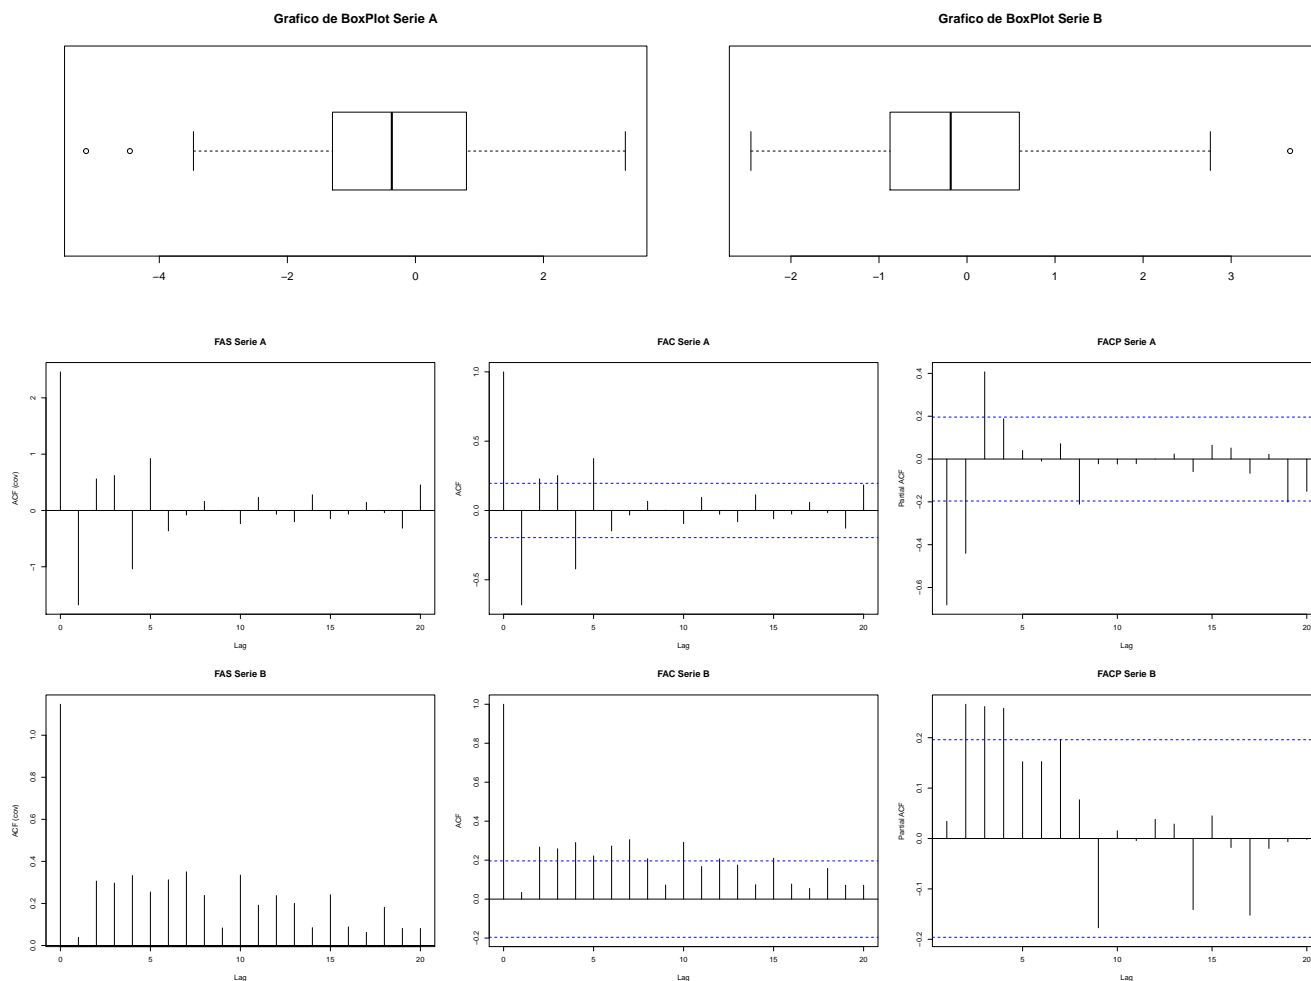 Grafico de BoxPlot Serie A
Grafico de BoxPlot Serie B
−4 −2 0 2
−2 −1 0 1 2 3
FAS Serie A
FAC Serie A
FACP Serie A
ACF (cov)
−1 0 1 2
0 5 10 15 20
Lag
ACF
−0.5 0.0 0.5 1.0
0 5 10 15 20
Lag
Partial ACF
−0.6 −0.4 −0.2 0.0 0.2 0.4
5 10 15 20
Lag
FAS Serie B
FAC Serie B
FACP Serie B
ACF (cov)
0.0 0.2 0.4 0.6 0.8 1.0
0 5 10 15 20
Lag
ACF
−0.2 0.0 0.2 0.4 0.6 0.8 1.0
0 5 10 15 20
Lag
Partial ACF
−0.2 −0.1 0.0 0.1 0.2
5 10 15 20
Lag